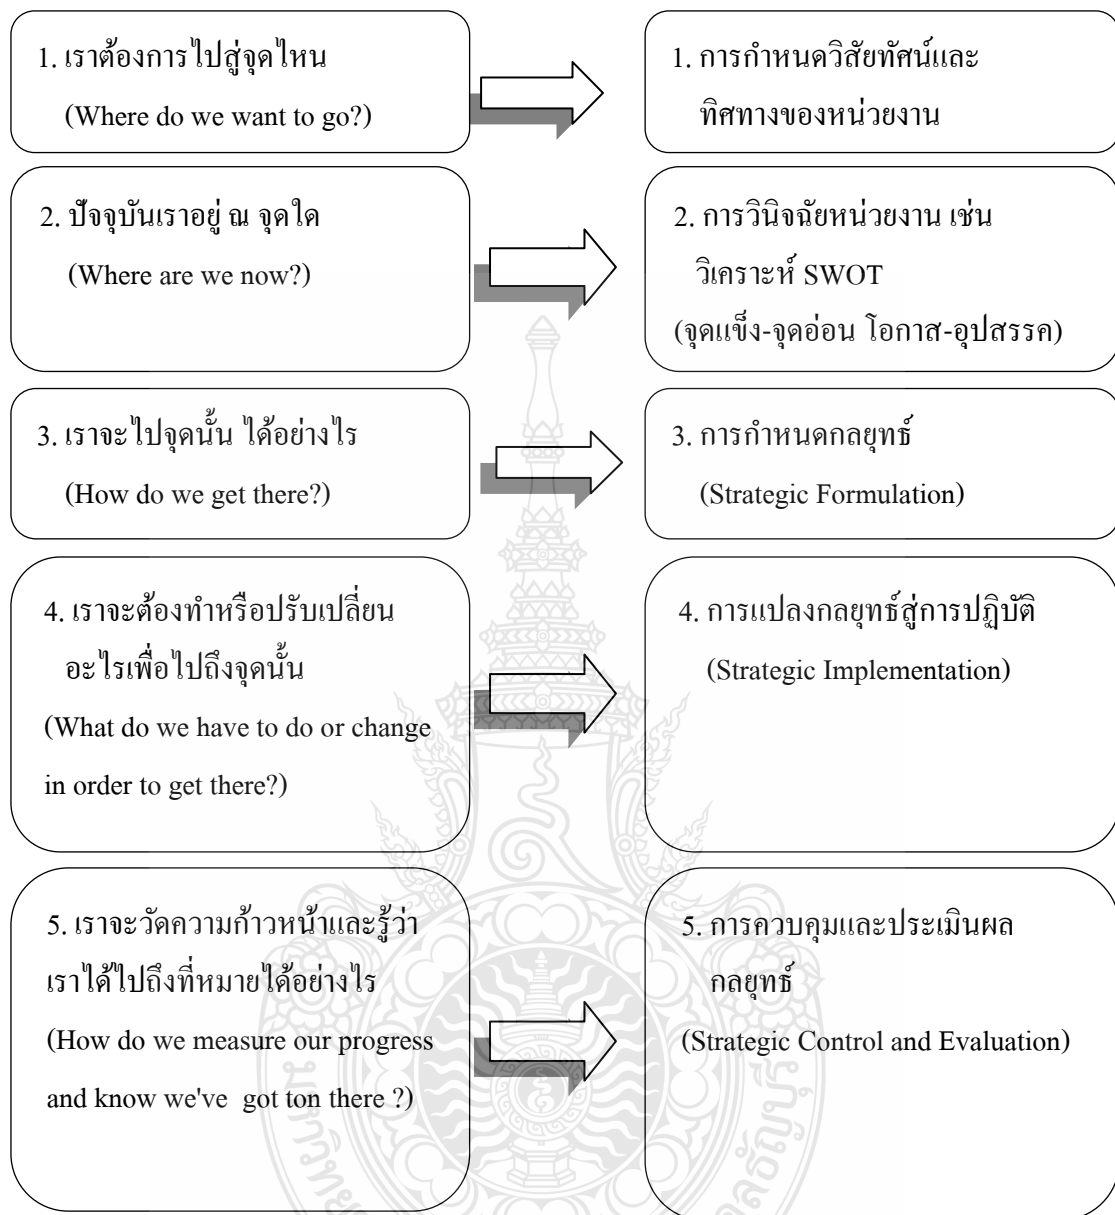 1. เราต้องการไปสู่จุดไหน
(Where do we want to go?)
1. การกำหนดวิสัยทัศน์และ
ทิศทางของหน่วยงาน
2. ปัจจุบันเราอยู่ ณ จุดใด
(Where are we now?)
2. การวินิจฉัยหน่วยงาน เช่น
วิเคราะห์ SWOT
(จุดแข็ง-จุดอ่อน โอกาส-อุปสรรค)
3. เราจะไปจุดนั้น ได้อย่างไร
(How do we get there?)
3. การกำหนดกลยุทธ์
(Strategic Formulation)
4. เราจะต้องทำหรือปรับเปลี่ยน
อะไรเพื่อไปถึงจุดนั้น
(What do we have to do or change
in order to get there?)
4. การแปลงกลยุทธ์สู่การปฏิบัติ
(Strategic Implementation)
5. เราจะวัดความก้าวหน้าและรู้ว่า
เราได้ไปถึงที่หมายได้อย่างไร
(How do we measure our progress
and know we've got ton there ?)
5. การควบคุมและประเมินผล
กลยุทธ์
(Strategic Control and Evaluation)